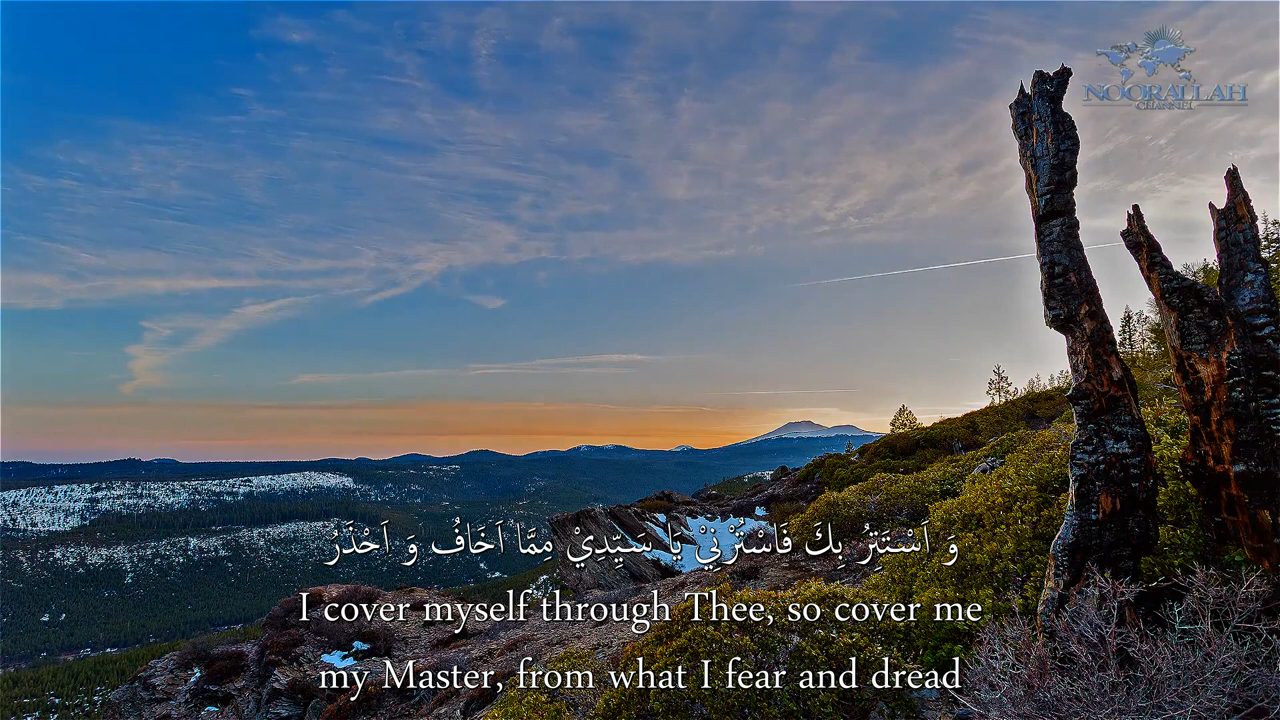 NOORALLAH
CHANNEL
وَ اَسْتَتِرُ بِكَ فَاسْتُرْنِيْ يَا سَيِّدِيْ مِمَّا اَخَافُ وَ اَحْذَرُ
I cover myself through Thee, so cover me
my Master, from what I fear and dread